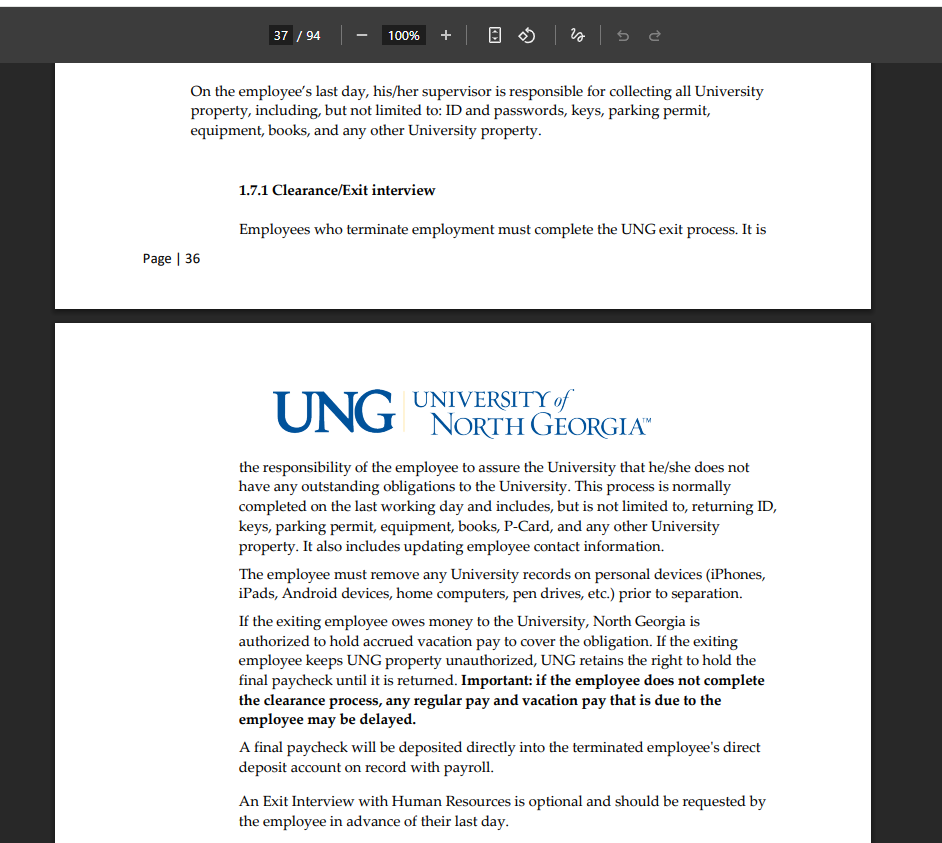 37 / 94
100%
On the employee's last day, his/her supervisor is responsible for collecting all University
property, including, but not limited to: ID and passwords, keys, parking permit,
equipment, books, and any other University property.
1.7.1 Clearance/Exit interview
Employees who terminate employment must complete the UNG exit process. It is
Page | 36
UNG UNIVERSITY of
NORTH GEORGIA™
the responsibility of the employee to assure the University that he/she does not
have any outstanding obligations to the University. This process is normally
completed on the last working day and includes, but is not limited to, returning ID,
keys, parking permit, equipment, books, P-Card, and any other University
property. It also includes updating employee contact information.
The employee must remove any University records on personal devices (iPhones,
iPads, Android devices, home computers, pen drives, etc.) prior to separation.
If the exiting employee owes money to the University, North Georgia is
authorized to hold accrued vacation pay to cover the obligation. If the exiting
employee keeps UNG property unauthorized, UNG retains the right to hold the
final paycheck until it is returned. Important: if the employee does not complete
the clearance process, any regular pay and vacation pay that is due to the
employee may be delayed.
A final paycheck will be deposited directly into the terminated employee's direct
deposit account on record with payroll.
An Exit Interview with Human Resources is optional and should be requested by
the employee in advance of their last day.